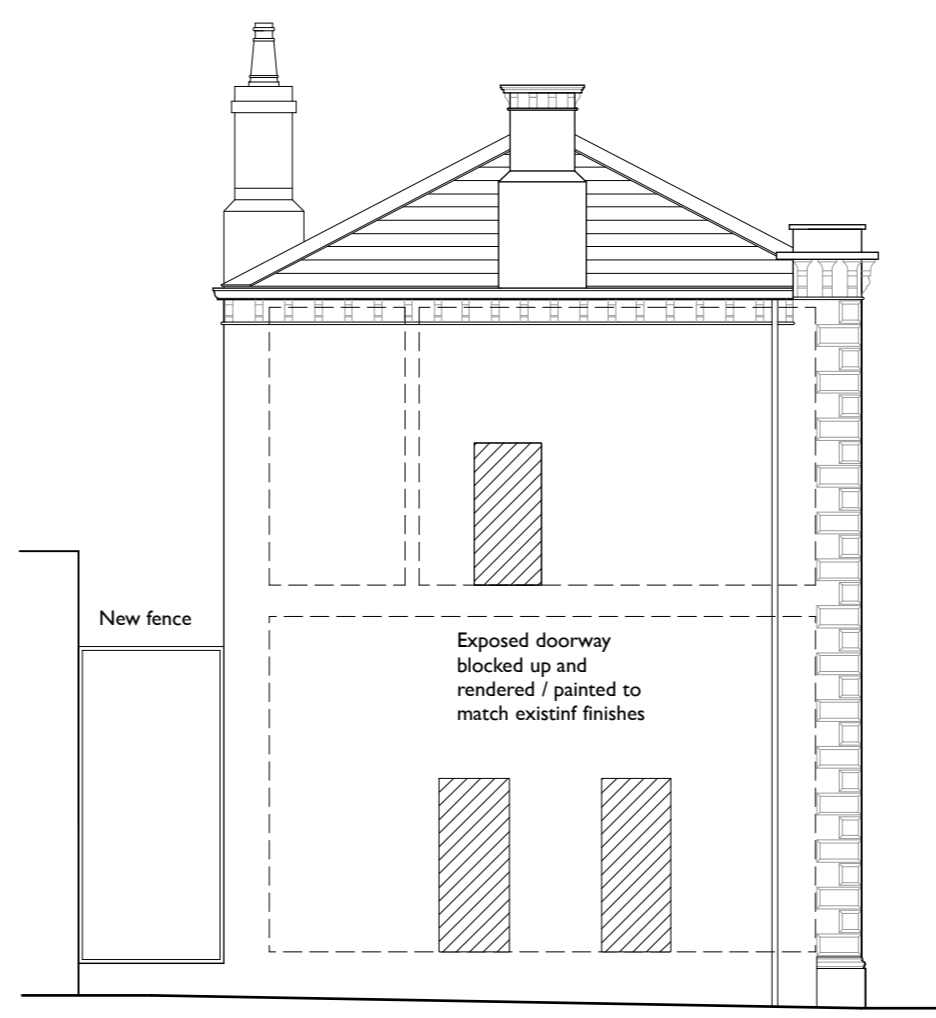 New fence
Exposed doorway
blocked up and
rendered / painted to
match existinf finishes